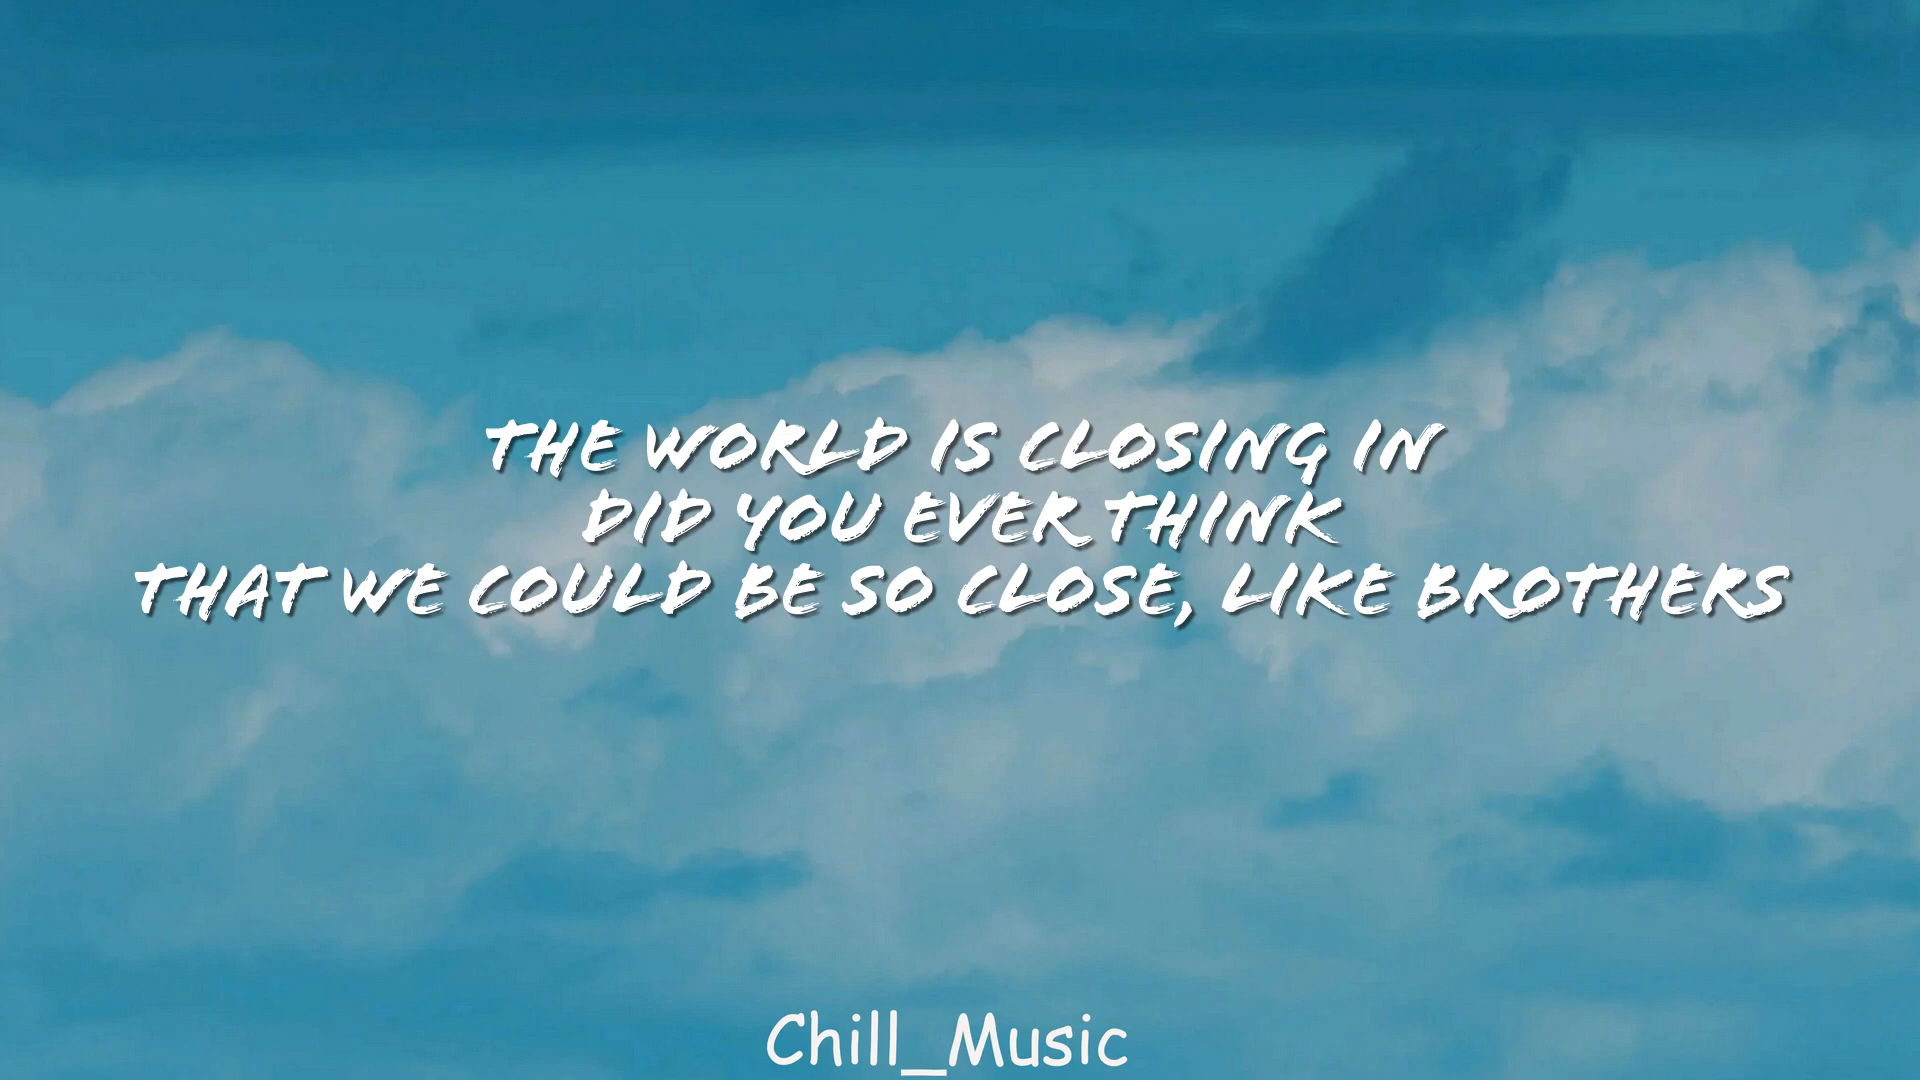 THE WORLD IS CLOSING IN
DID YOU EVER THINK
THAT WE COULD BE SO CLOSE, LIKE BROTHERS
Chill_Music